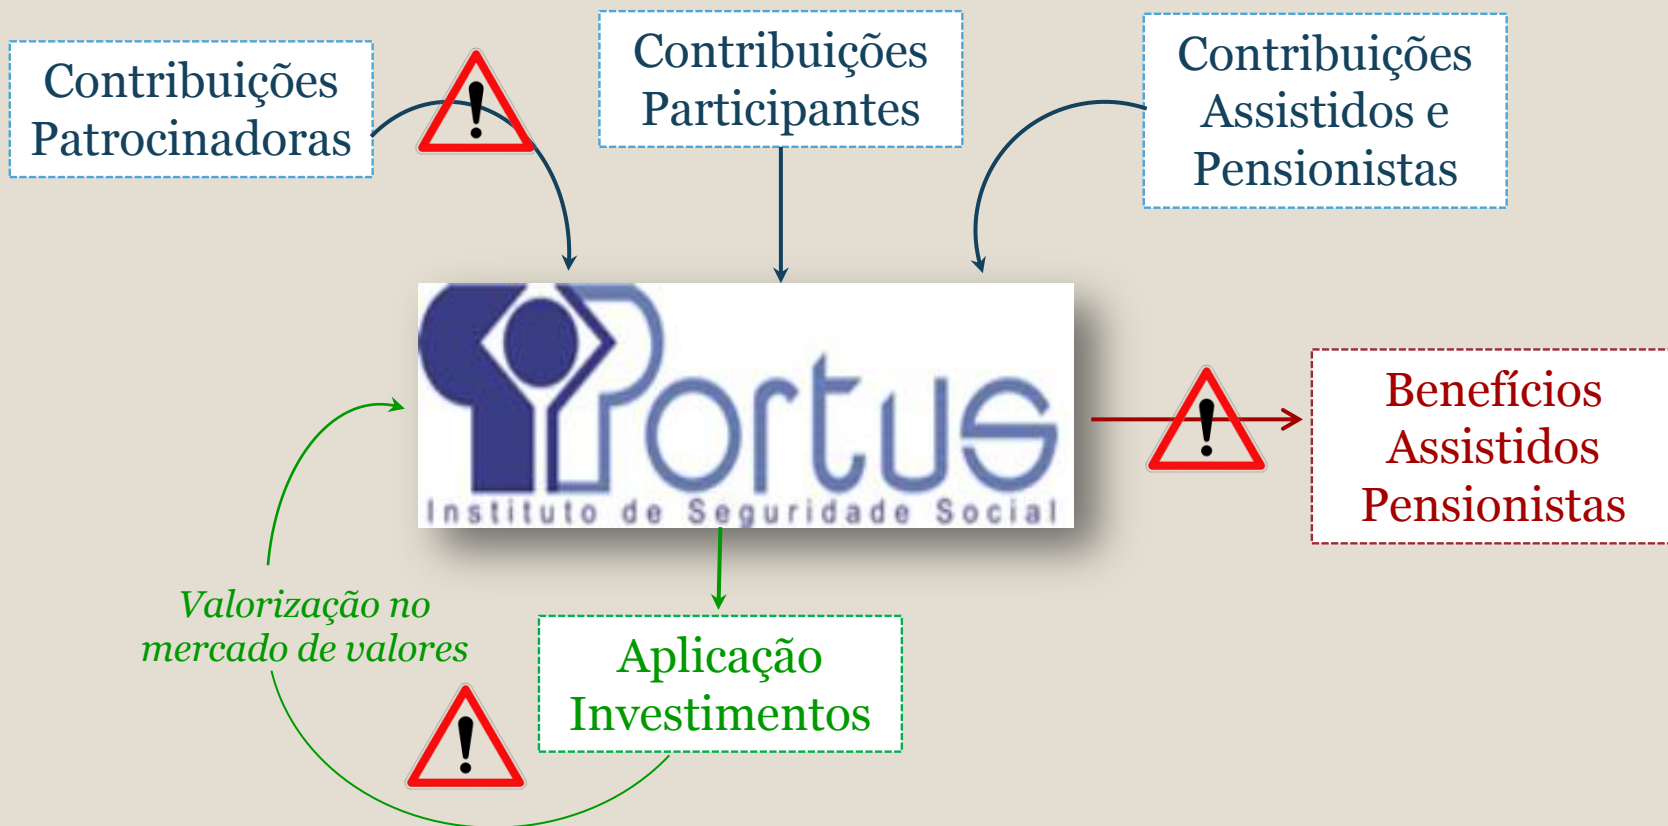 Contribuições
Patrocinadoras
Contribuições
Participantes
Contribuições
Assistidos e
Pensionistas
Portus
Instituto de Seguridade Social
Benefícios
Assistidos
Pensionistas
Valorização no
mercado de valores
Aplicação
Investimentos